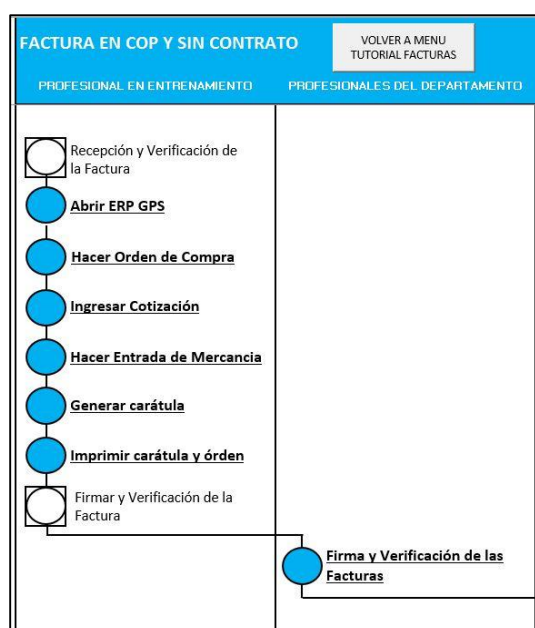 FACTURA EN COP Y SIN CONTRATO
VOLVER A MENU
TUTORIAL FACTURAS
PROFESIONAL EN ENTRENAMIENTO
PROFESIONALES DEL DEPARTAMENTO
Recepción y Verificación de
la Factura
Abrir ERP GPS
Hacer Orden de Compra
Ingresar Cotización
Hacer Entrada de Mercancia
Generar carátula
Imprimir carátula y órden
Firmar y Verificación de la
Factura
Firma y Verificación de las
Facturas